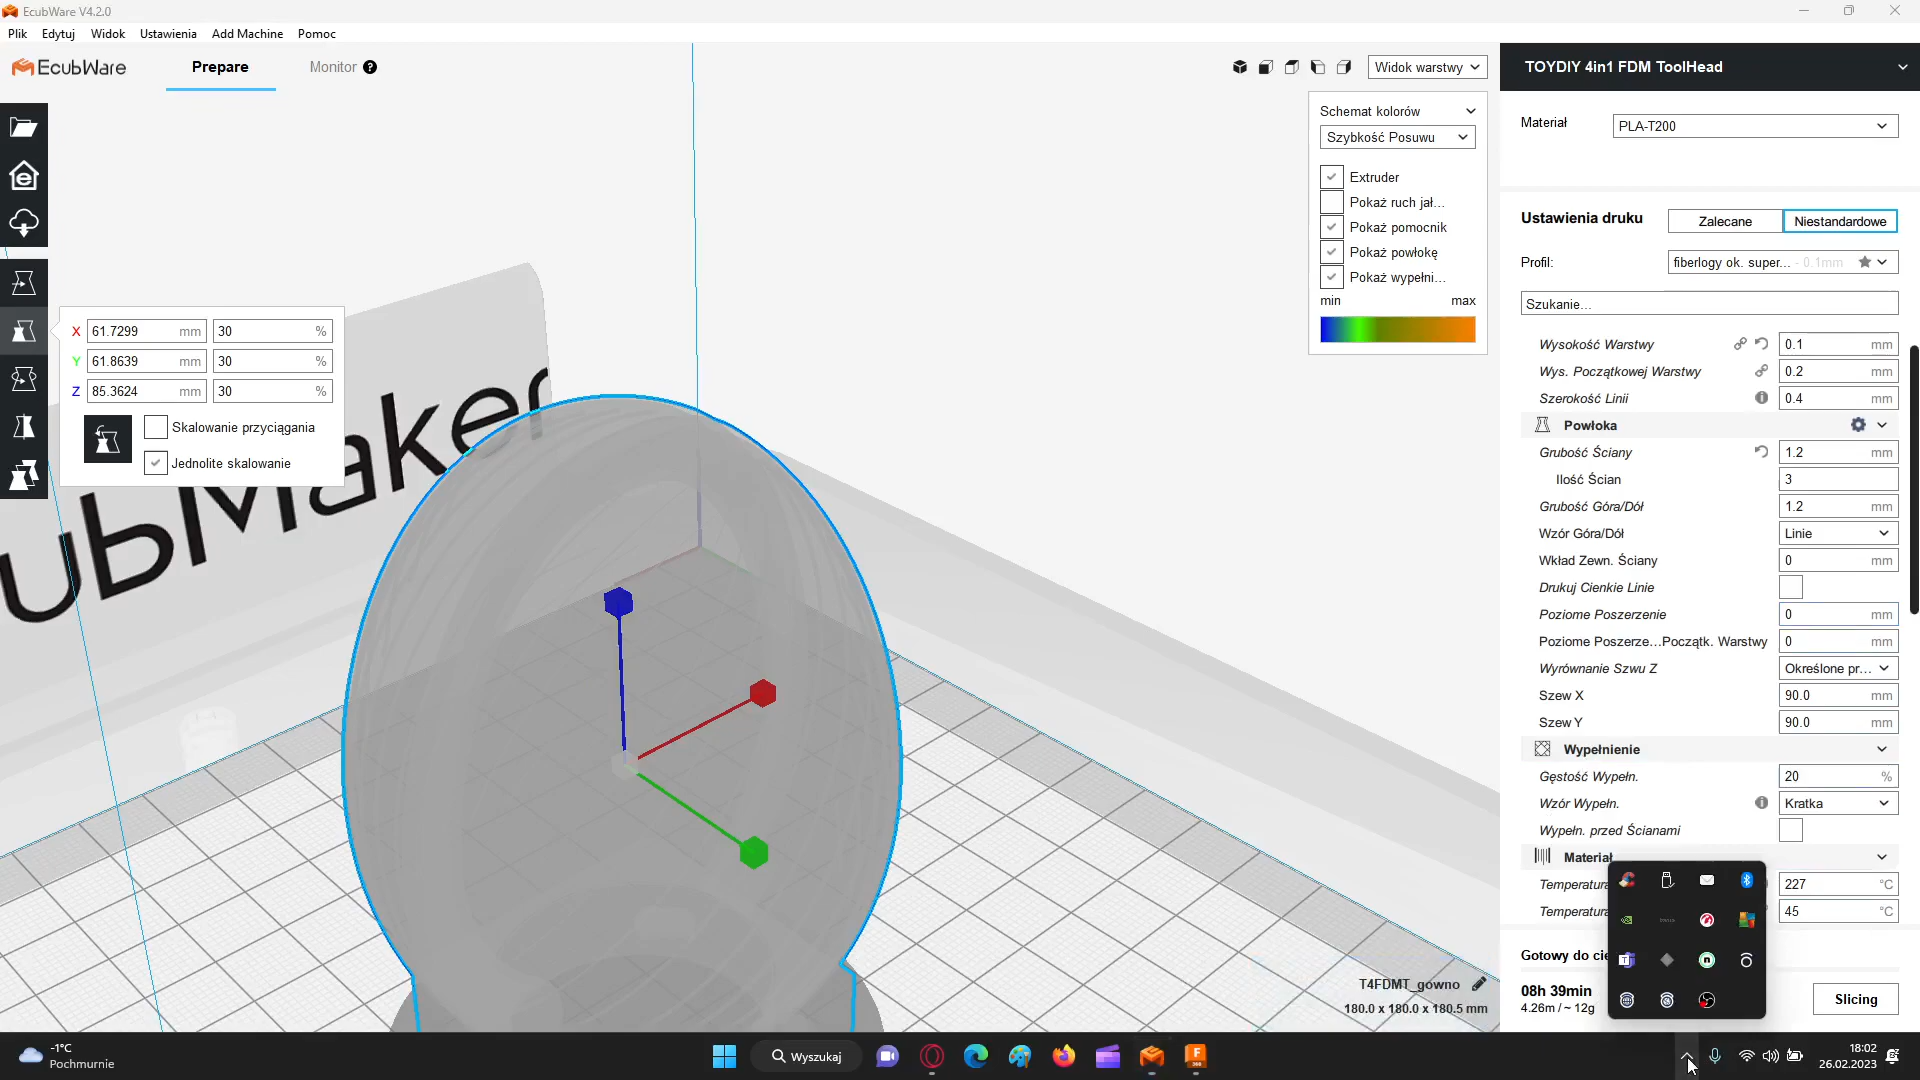 EcubWare V4.2.0
Plik Edytuj Widok Ustawienia Add Machine Pomoc
EcubWare
Prepare
Monitor ?
Widok warstwy
TOYDIY 4in1 FDM ToolHead
Materiał
PLA-T200
Schemat kolorów
Szybkość Posuwu
Extruder
Pokaż ruch jał...
Pokaż pomocnik
Pokaż powłokę
Pokaż wypełni...
min max
Ustawienia druku
Zalecane
Niestandardowe
Profil:
fiberlogy ok. super... - 0.1mm
Szukanie...
X 61.7299 mm 30 %
Y 61.8639 mm 30 %
Z 85.3624 mm 30 %
Skalowanie przyciągania
Jednolite skalowanie
ubMaker
Wysokość Warstwy 0.1 mm
Wys. Początkowej Warstwy 0.2 mm
Szerokość Linii 0.4 mm
Powłoka
Grubość Ściany 1.2 mm
Ilość Ścian 3
Grubość Góra/Dół 1.2 mm
Wzór Góra/Dół Linie
Wkład Zewn. Ściany 0 mm
Drukuj Cienkie Linie
Poziome Poszerzenie 0 mm
Poziome Poszerze...Początk. Warstwy 0 mm
Wyrównanie Szwu Z Określone pr...
Szew X 90.0 mm
Szew Y 90.0 mm
Wypełnienie
Gęstość Wypełn. 20 %
Wzór Wypełn. Kratka
Wypełn. przed Ścianami
Materiał
Temperatura 227 °C
Temperatura 45 °C
Gotowy do cię
08h 39min
4.26m / ~ 12g
Slicing
T4FDMT_gówno
180.0 x 180.0 x 180.5 mm
-1°C
Pochmurnie
Wyszukaj
18:02
26.02.2023